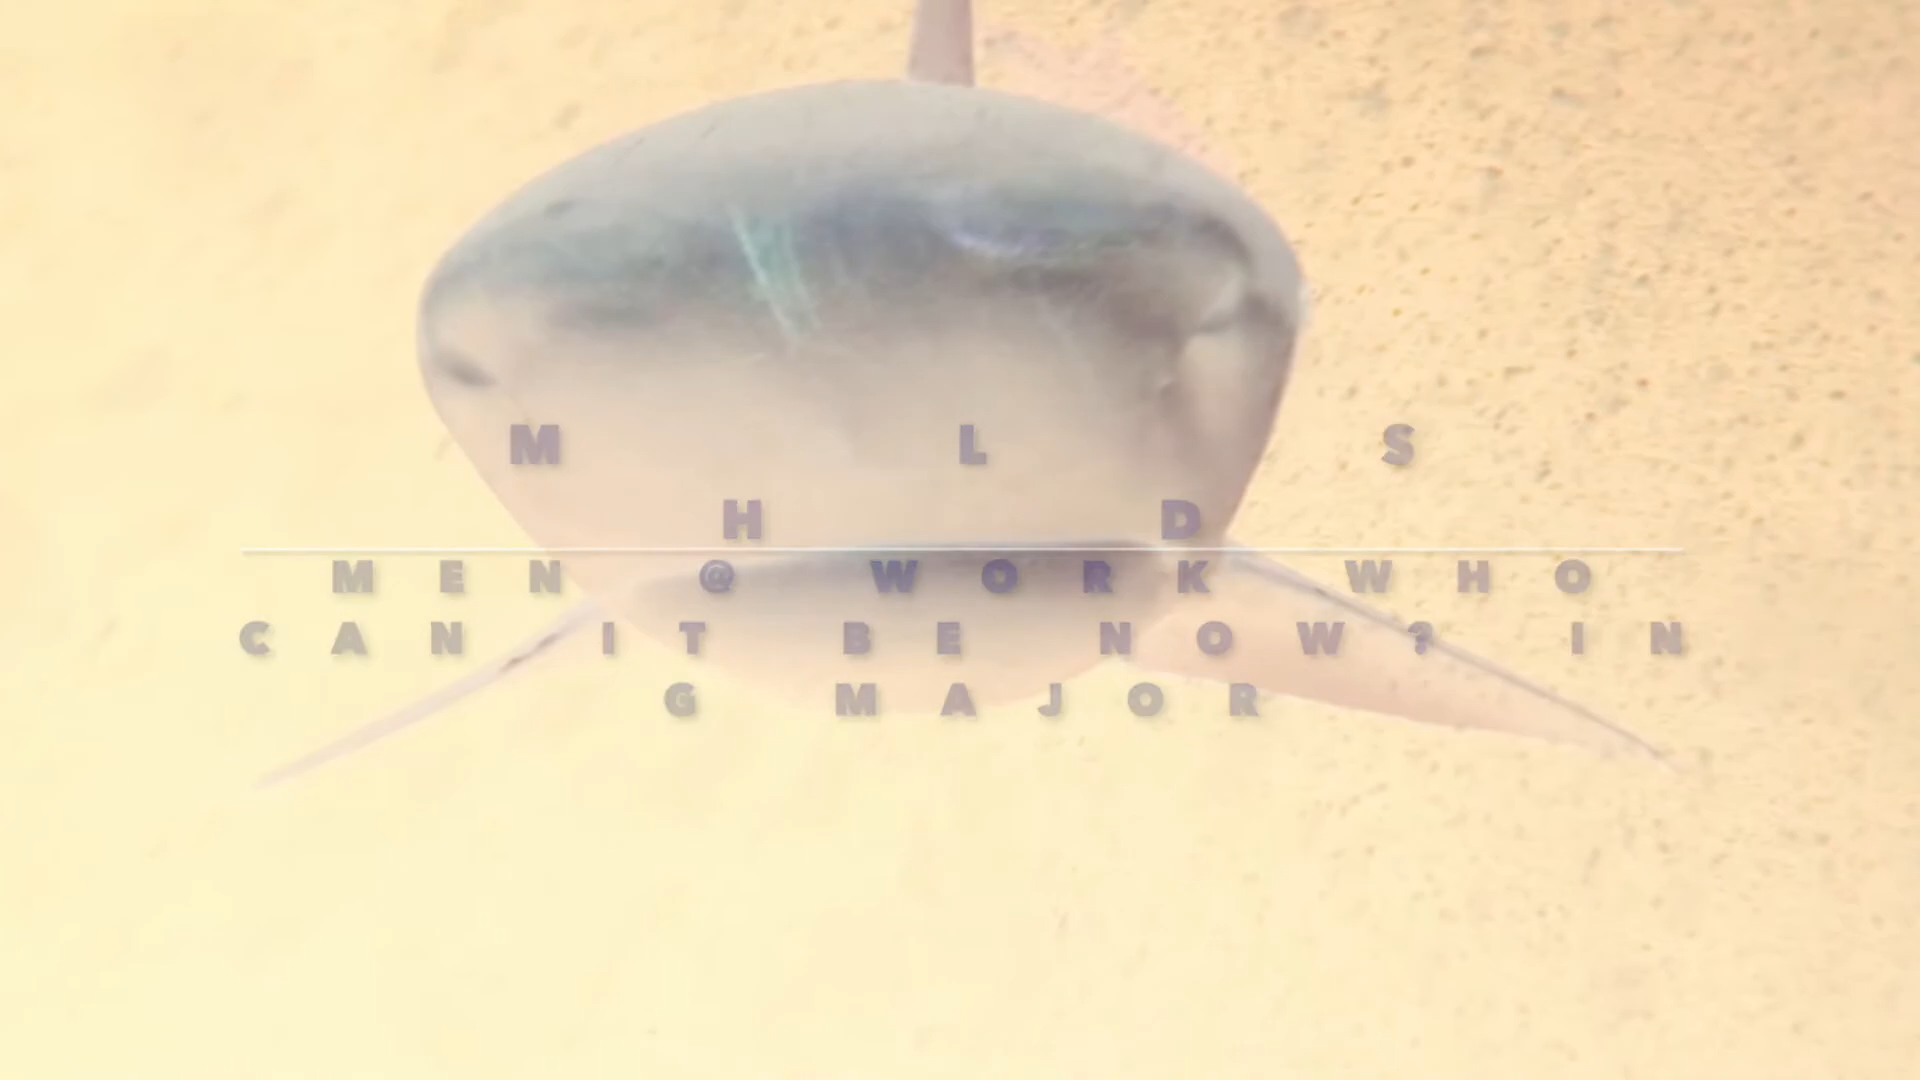 M L S
H D
MEN @ WORK WHO
CAN IT BE NOW? IN
G MAJOR